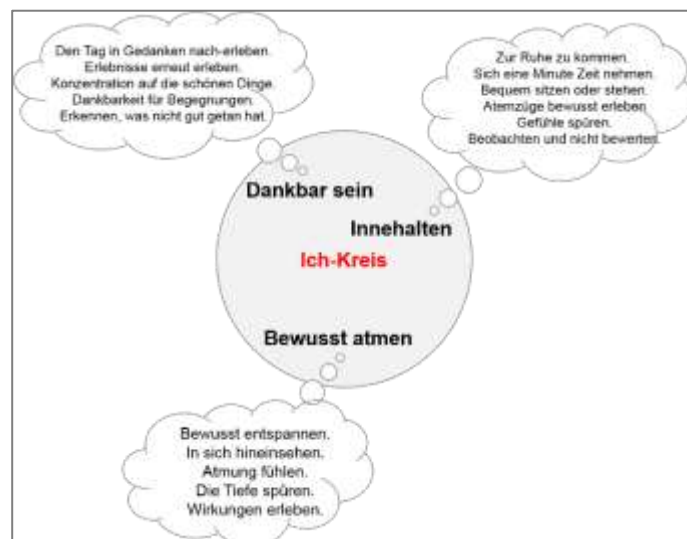 Den Tag in Gedanken nach-erleben.
Erlebnisse erneut erleben.
Konzentration auf die schönen Dinge.
Dankbarkeit für Begegnungen.
Erkennen, was nicht gut getan hat.
Zur Ruhe zu kommen.
Sich eine Minute Zeit nehmen.
Bequem sitzen oder stehen.
Atemzüge bewusst erleben
Gefühle spüren.
Beobachten und nicht bewerten.
Dankbar sein
Innehalten
Ich-Kreis
Bewusst atmen
Bewusst entspannen.
In sich hineinsehen.
Atmung fühlen.
Die Tiefe spüren.
Wirkungen erleben.